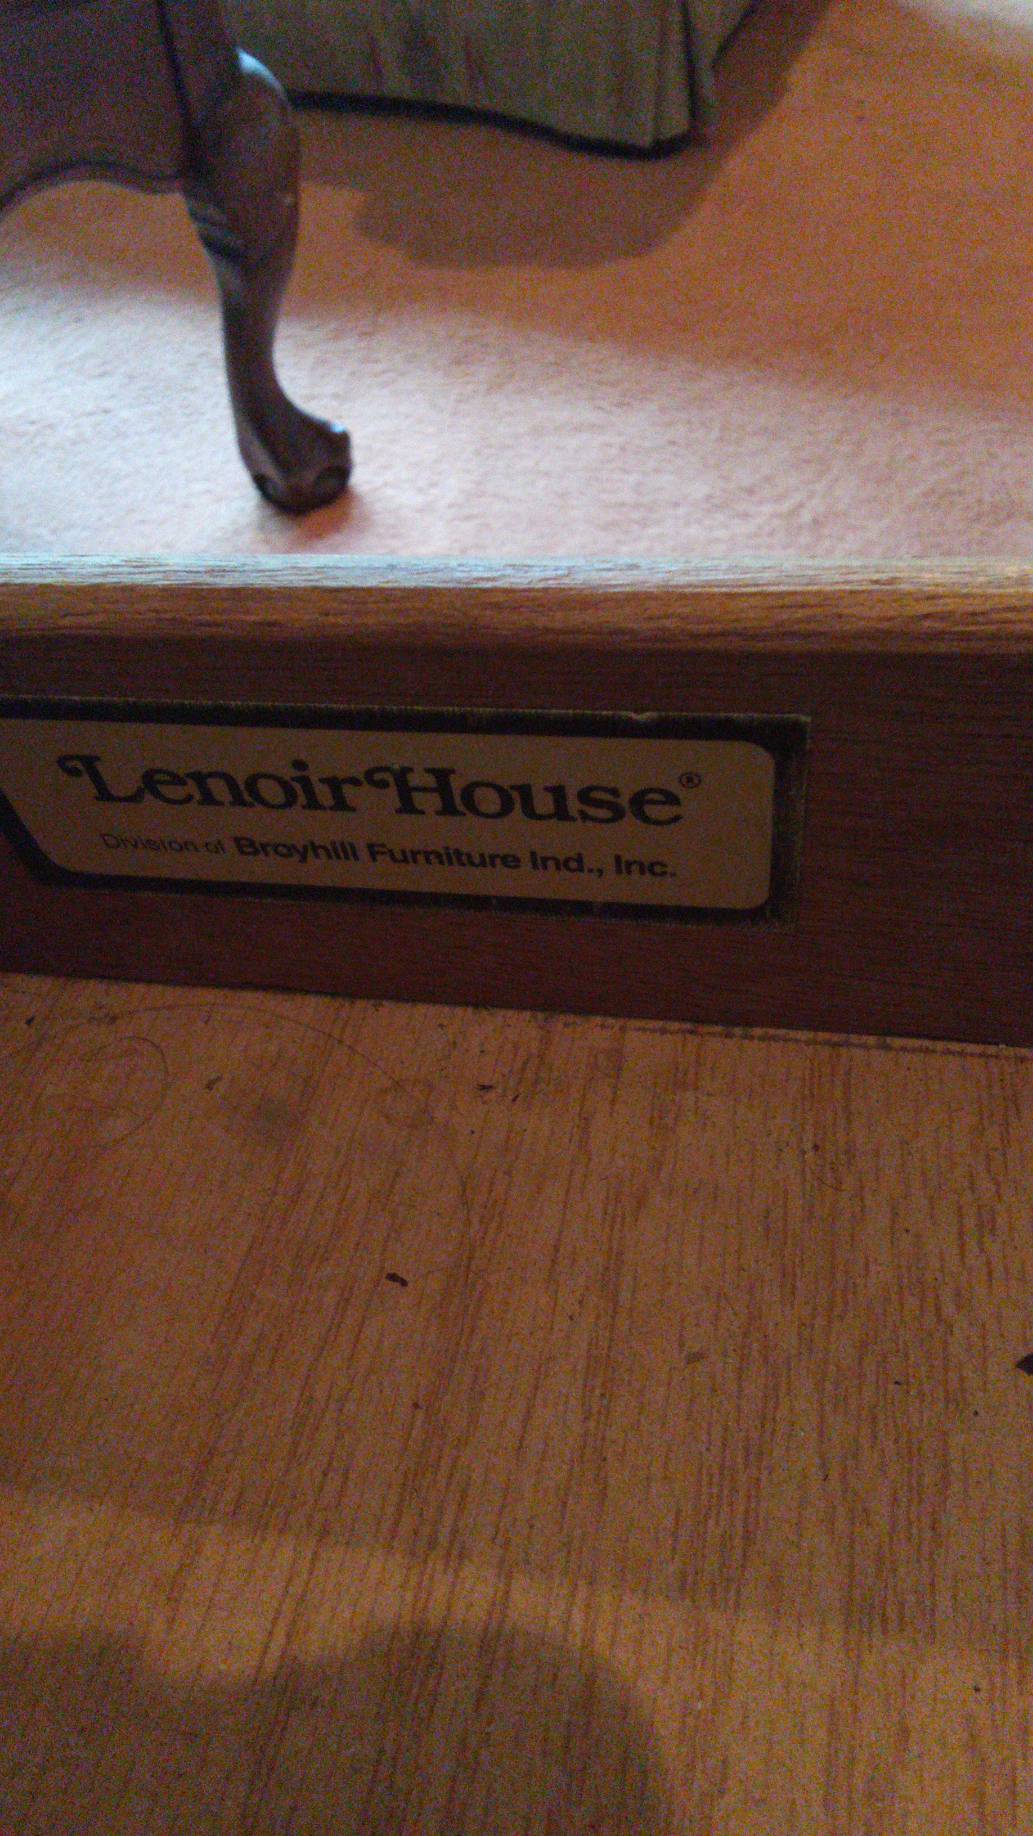 Lenoir House®
Division of Broyhill Furniture Ind., Inc.